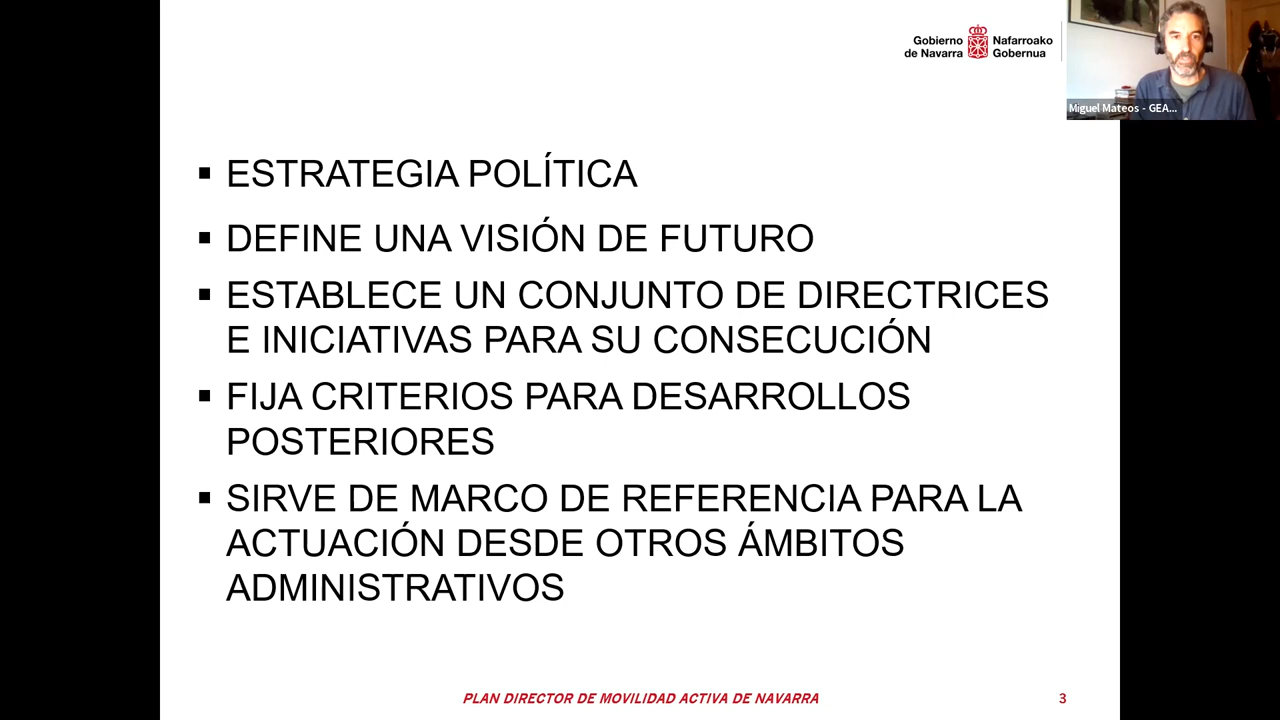 Gobierno
de Navarra
Nafarroako
Gobernua
Miguel Mateos - GEA...
▪ ESTRATEGIA POLÍTICA
▪ DEFINE UNA VISIÓN DE FUTURO
▪ ESTABLECE UN CONJUNTO DE DIRECTRICES
E INICIATIVAS PARA SU CONSECUCIÓN
▪ FIJA CRITERIOS PARA DESARROLLOS
POSTERIORES
▪ SIRVE DE MARCO DE REFERENCIA PARA LA
ACTUACIÓN DESDE OTROS ÁMBITOS
ADMINISTRATIVOS
PLAN DIRECTOR DE MOVILIDAD ACTIVA DE NAVARRA
3